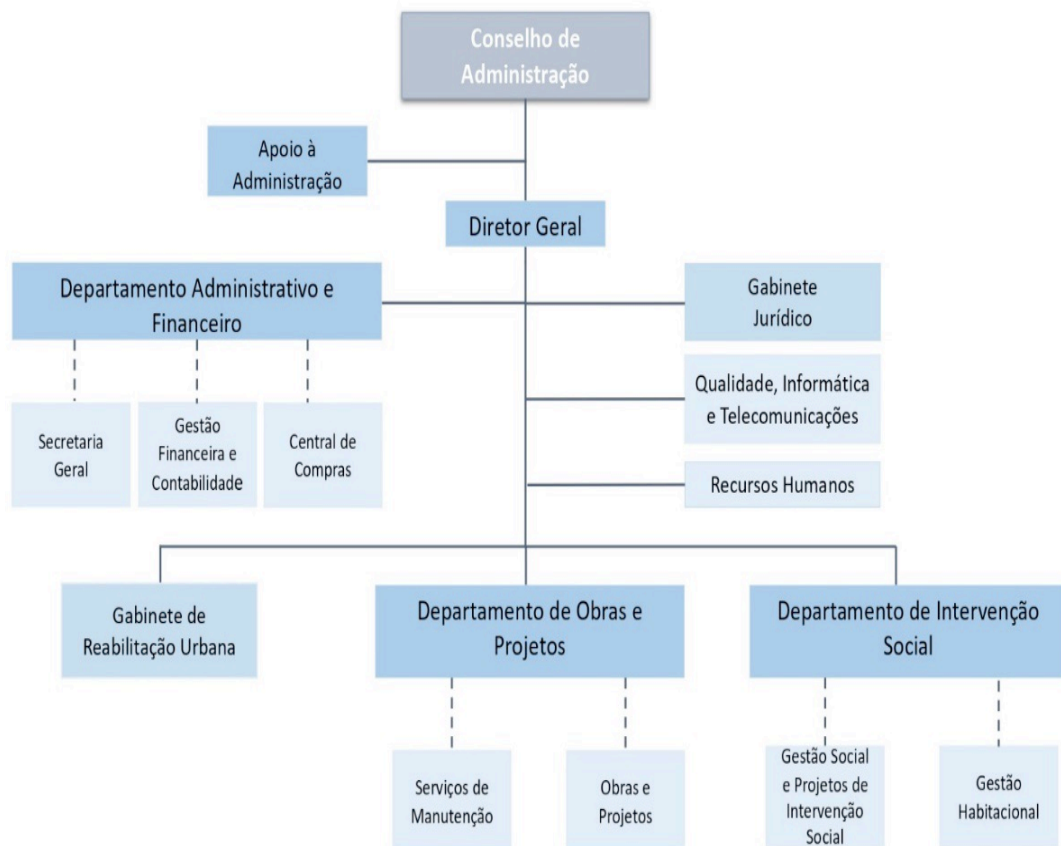 Conselho de
Administração
Apoio à
Administração
Diretor Geral
Departamento Administrativo e
Financeiro
Gabinete
Jurídico
Qualidade, Informática
e Telecomunicações
Secretaria
Geral
Gestão
Financeira e
Contabilidade
Central de
Compras
Recursos Humanos
Gabinete de
Reabilitação Urbana
Departamento de Obras e
Projetos
Departamento de Intervenção
Social
Serviços de
Manutenção
Obras e
Projetos
Gestão Social
e Projetos de
Intervenção
Social
Gestão
Habitacional